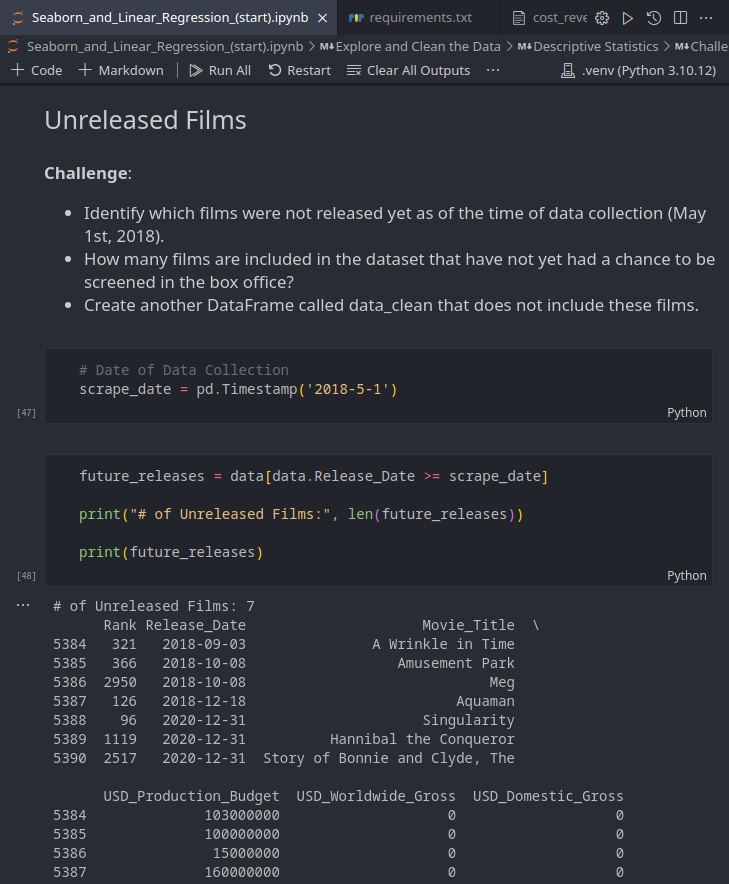 Seaborn_and_Linear_Regression_(start).ipynb requirements.txt cost_reve
Seaborn_and_Linear_Regression_(start).ipynb > M↓Explore and Clean the Data > M↓Descriptive Statistics > M↓Challe
+ Code + Markdown | Run All Restart Clear All Outputs ... .venv (Python 3.10.12)
Unreleased Films
Challenge:
• Identify which films were not released yet as of the time of data collection (May
1st, 2018).
• How many films are included in the dataset that have not yet had a chance to be
screened in the box office?
• Create another DataFrame called data_clean that does not include these films.
# Date of Data Collection
scrape_date = pd.Timestamp('2018-5-1')
[47] Python
future_releases = data[data.Release_Date >= scrape_date]
print("# of Unreleased Films:", len(future_releases))
print(future_releases)
[48] Python
... # of Unreleased Films: 7
Rank Release_Date Movie_Title \
5384 321 2018-09-03 A Wrinkle in Time
5385 366 2018-10-08 Amusement Park
5386 2950 2018-10-08 Meg
5387 126 2018-12-18 Aquaman
5388 96 2020-12-31 Singularity
5389 1119 2020-12-31 Hannibal the Conqueror
5390 2517 2020-12-31 Story of Bonnie and Clyde, The
USD_Production_Budget USD_Worldwide_Gross USD_Domestic_Gross
5384 103000000 0 0
5385 100000000 0 0
5386 15000000 0 0
5387 160000000 0 0